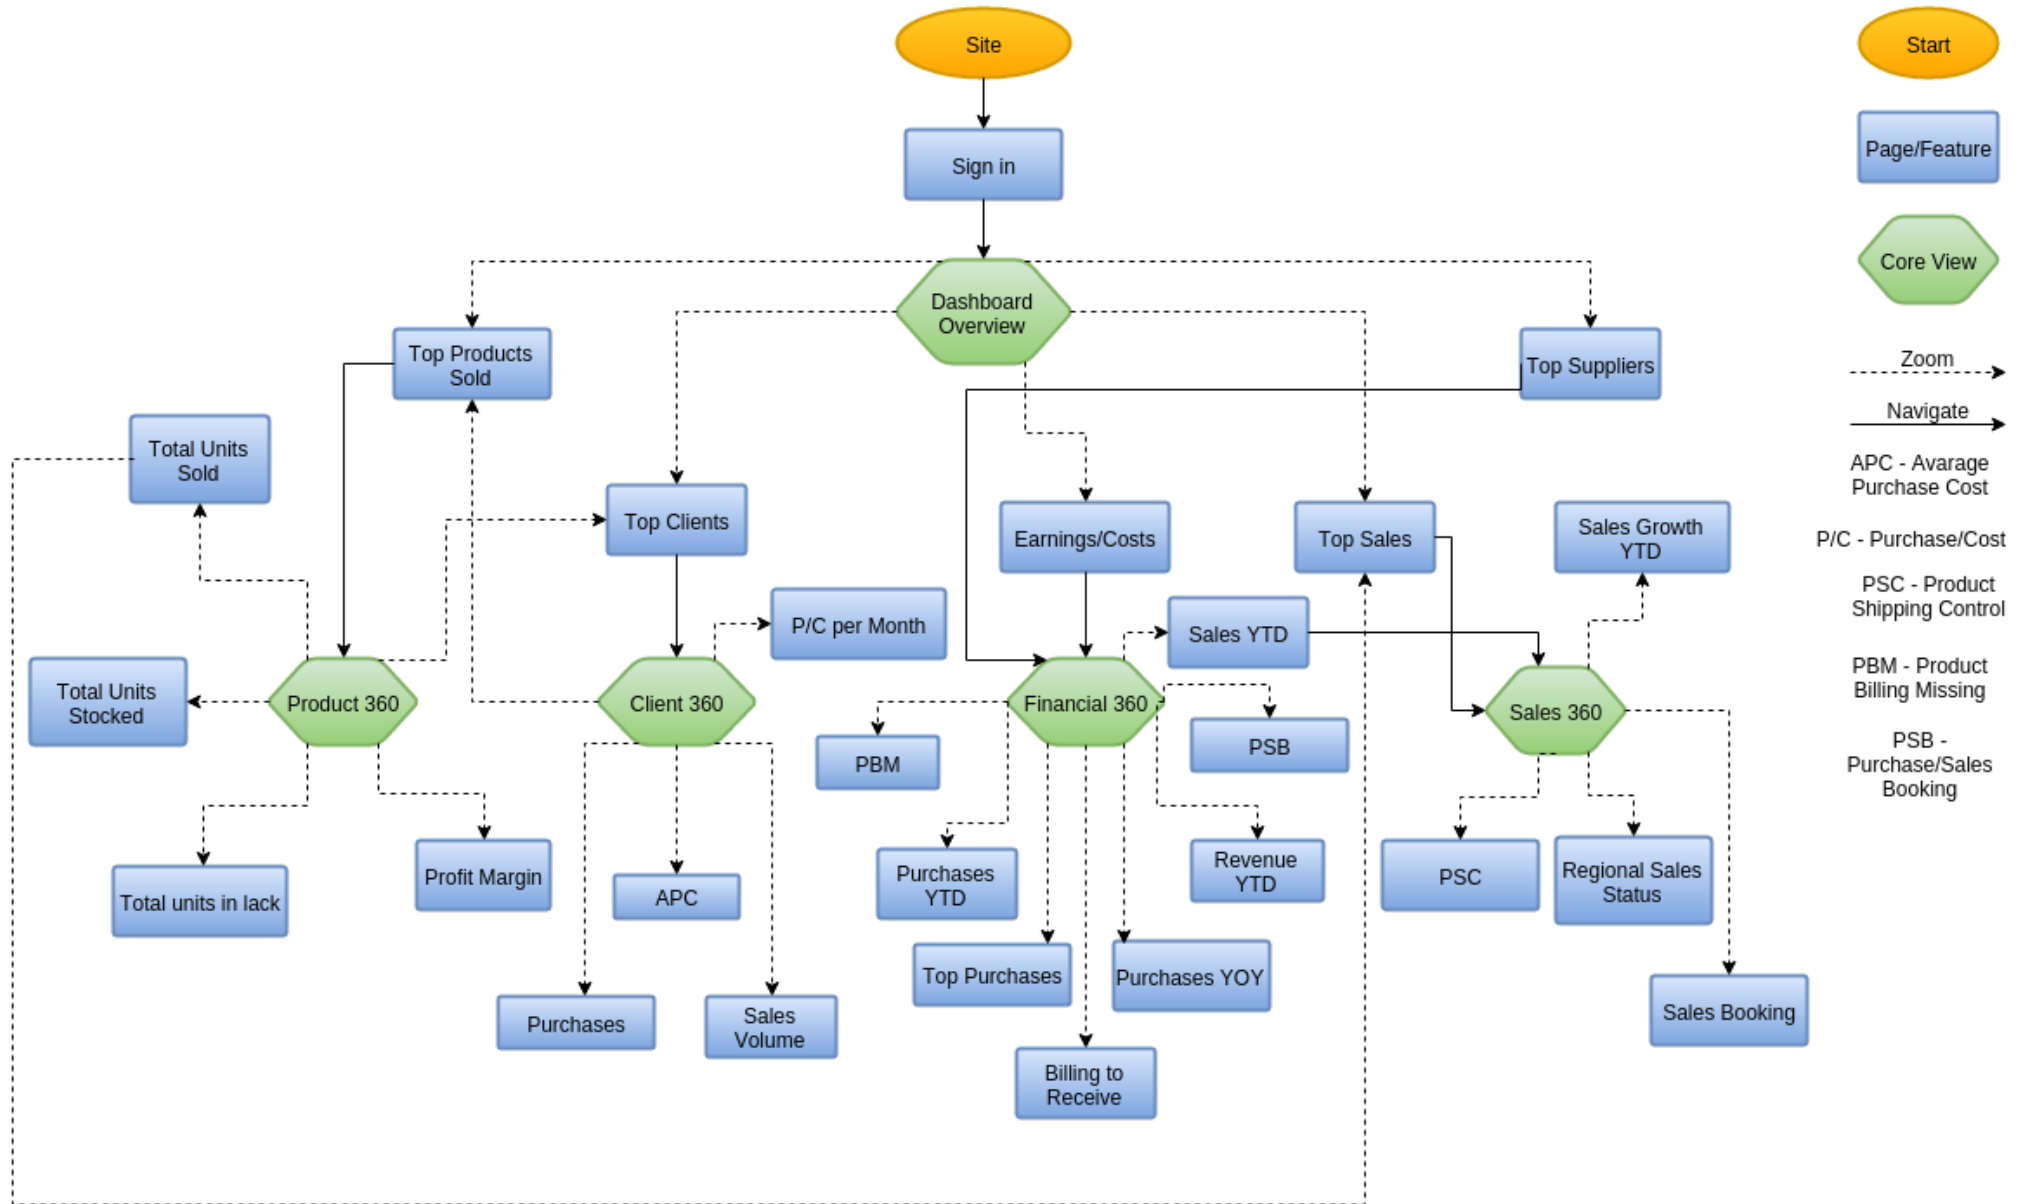 Site
Start
Sign in
Page/Feature
Core View
Dashboard
Overview
Top Products
Sold
Top Suppliers
Zoom
Navigate
Total Units
Sold
Top Clients
Earnings/Costs
Top Sales
Sales Growth
YTD
APC - Avarage
Purchase Cost
P/C - Purchase/Cost
PSC - Product
Shipping Control
P/C per Month
Sales YTD
PBM - Product
Billing Missing
Total Units
Stocked
Product 360
Client 360
Financial 360
Sales 360
PBM
PSB
PSB -
Purchase/Sales
Booking
Total units in lack
Profit Margin
APC
Purchases
YTD
Revenue
YTD
PSC
Regional Sales
Status
Top Purchases
Purchases YOY
Purchases
Sales
Volume
Sales Booking
Billing to
Receive